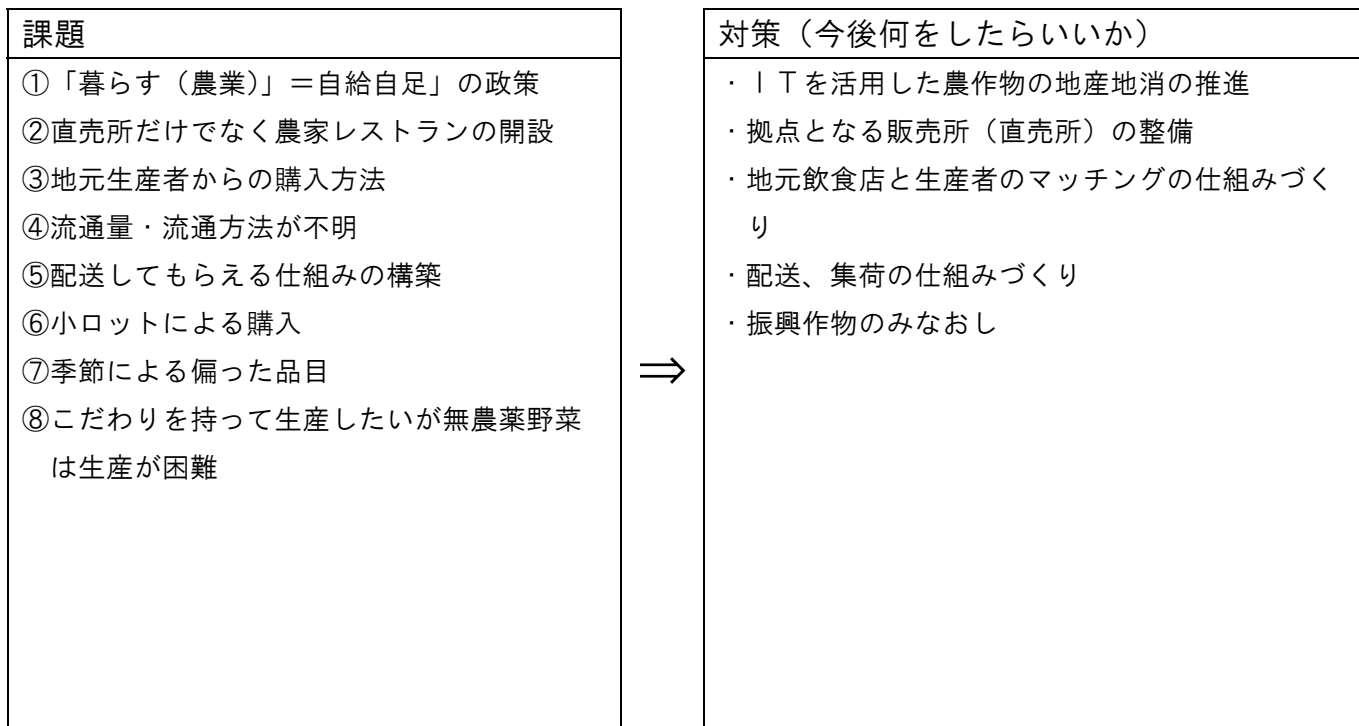 課題
①「暮らす（農業）」＝自給自足」の政策
②直売所だけでなく農家レストランの開設
③地元生産者からの購入方法
④流通量・流通方法が不明
⑤配送してもらえる仕組みの構築
⑥小ロットによる購入
⑦季節による偏った品目
⑧こだわりを持って生産したいが無農薬野菜
は生産が困難
⇒
対策（今後何をしたらいいか）
・ＩＴを活用した農作物の地産地消の推進
・拠点となる販売所（直売所）の整備
・地元飲食店と生産者のマッチングの仕組みづく
り
・配送、集荷の仕組みづくり
・振興作物のみなおし